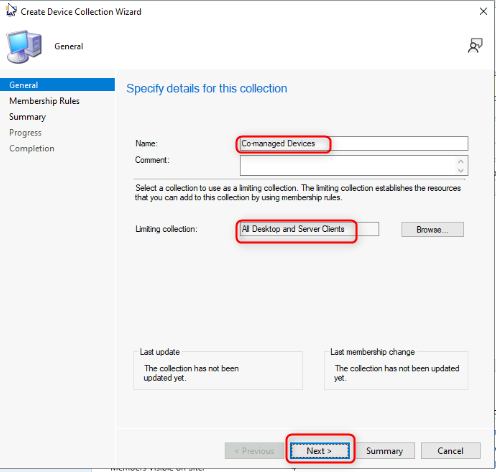 Create Device Collection Wizard
General
General
Membership Rules
Summary
Progress
Completion
Specify details for this collection
Name:
Co-managed Devices
Comment:
Select a collection to use as a limiting collection. The limiting collection establishes the resources
that you can add to this collection by using membership rules.
Limiting collection:
All Desktop and Server Clients
Browse...
Last update
The collection has not been
updated yet.
Last membership change
The collection has not been updated
yet.
< Previous
Next >
Summary
Cancel